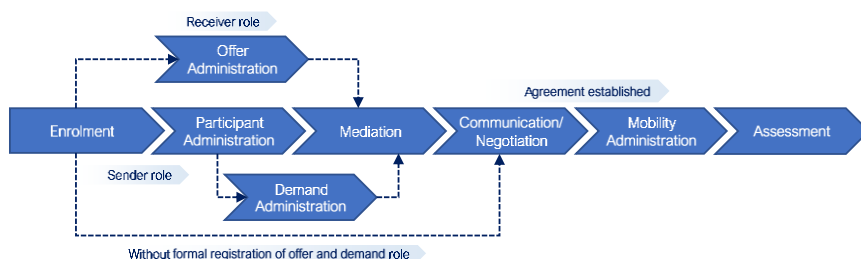 Receiver role
Offer
Administration
Agreement established
Enrolment
Participant
Administration
Mediation
Communication/
Negotiation
Mobility
Administration
Assessment
Sender role
Demand
Administration
Without formal registration of offer and demand role